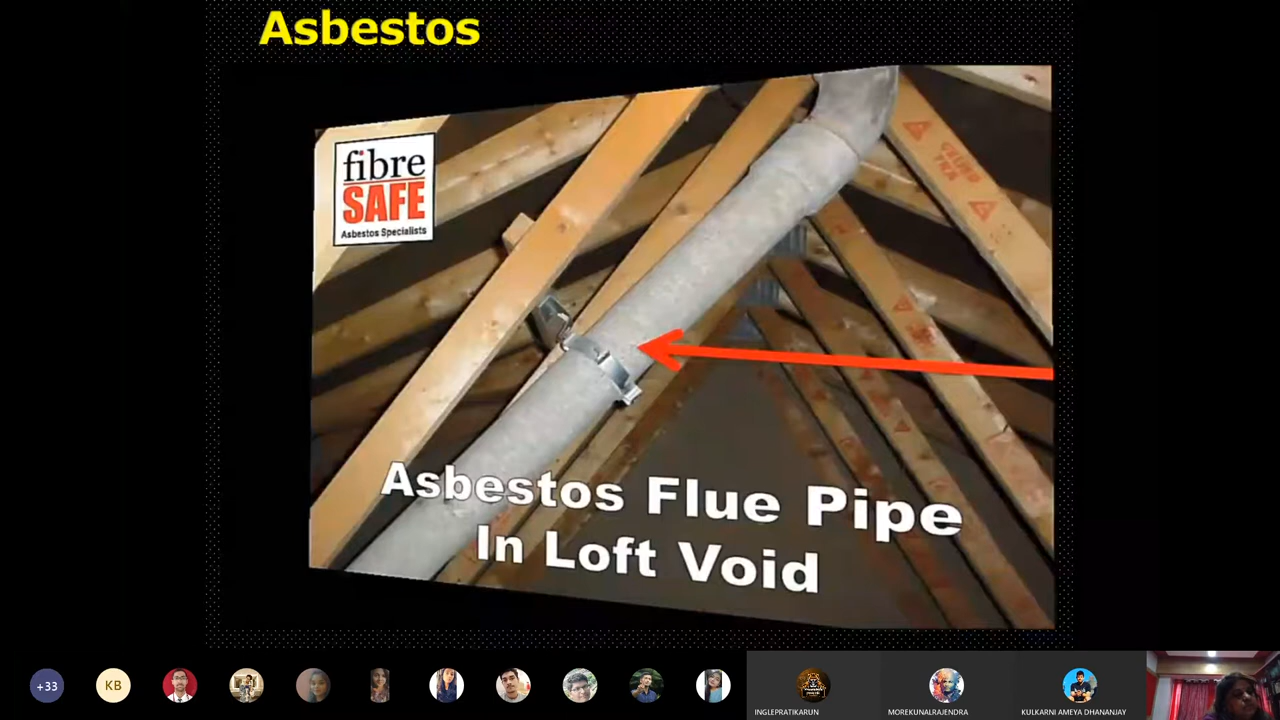 Asbestos
fibre
SAFE
Asbestos Specialists
Asbestos Flue Pipe
In Loft Void
+33
KB
INGLEPRATIKARUN
MOREKUNALRAJENDRA
KULKARNI AMEYA DHANANJAY